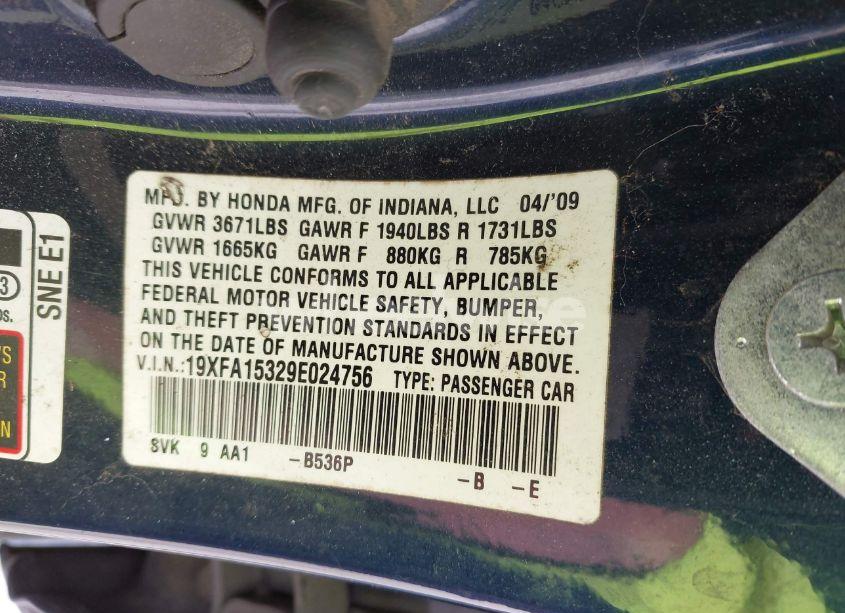 MFD. BY HONDA MFG. OF INDIANA, LLC 04/'09
GVWR 3671LBS GAWR F 1940LBS R 1731LBS
GVWR 1665KG GAWR F 880KG R 785KG
THIS VEHICLE CONFORMS TO ALL APPLICABLE
FEDERAL MOTOR VEHICLE SAFETY, BUMPER,
AND THEFT PREVENTION STANDARDS IN EFFECT
ON THE DATE OF MANUFACTURE SHOWN ABOVE.
V.I.N.: 19XFA15329E024756 TYPE: PASSENGER CAR
SVK 9 AA1 -B536P -B -E
SNE E1
3